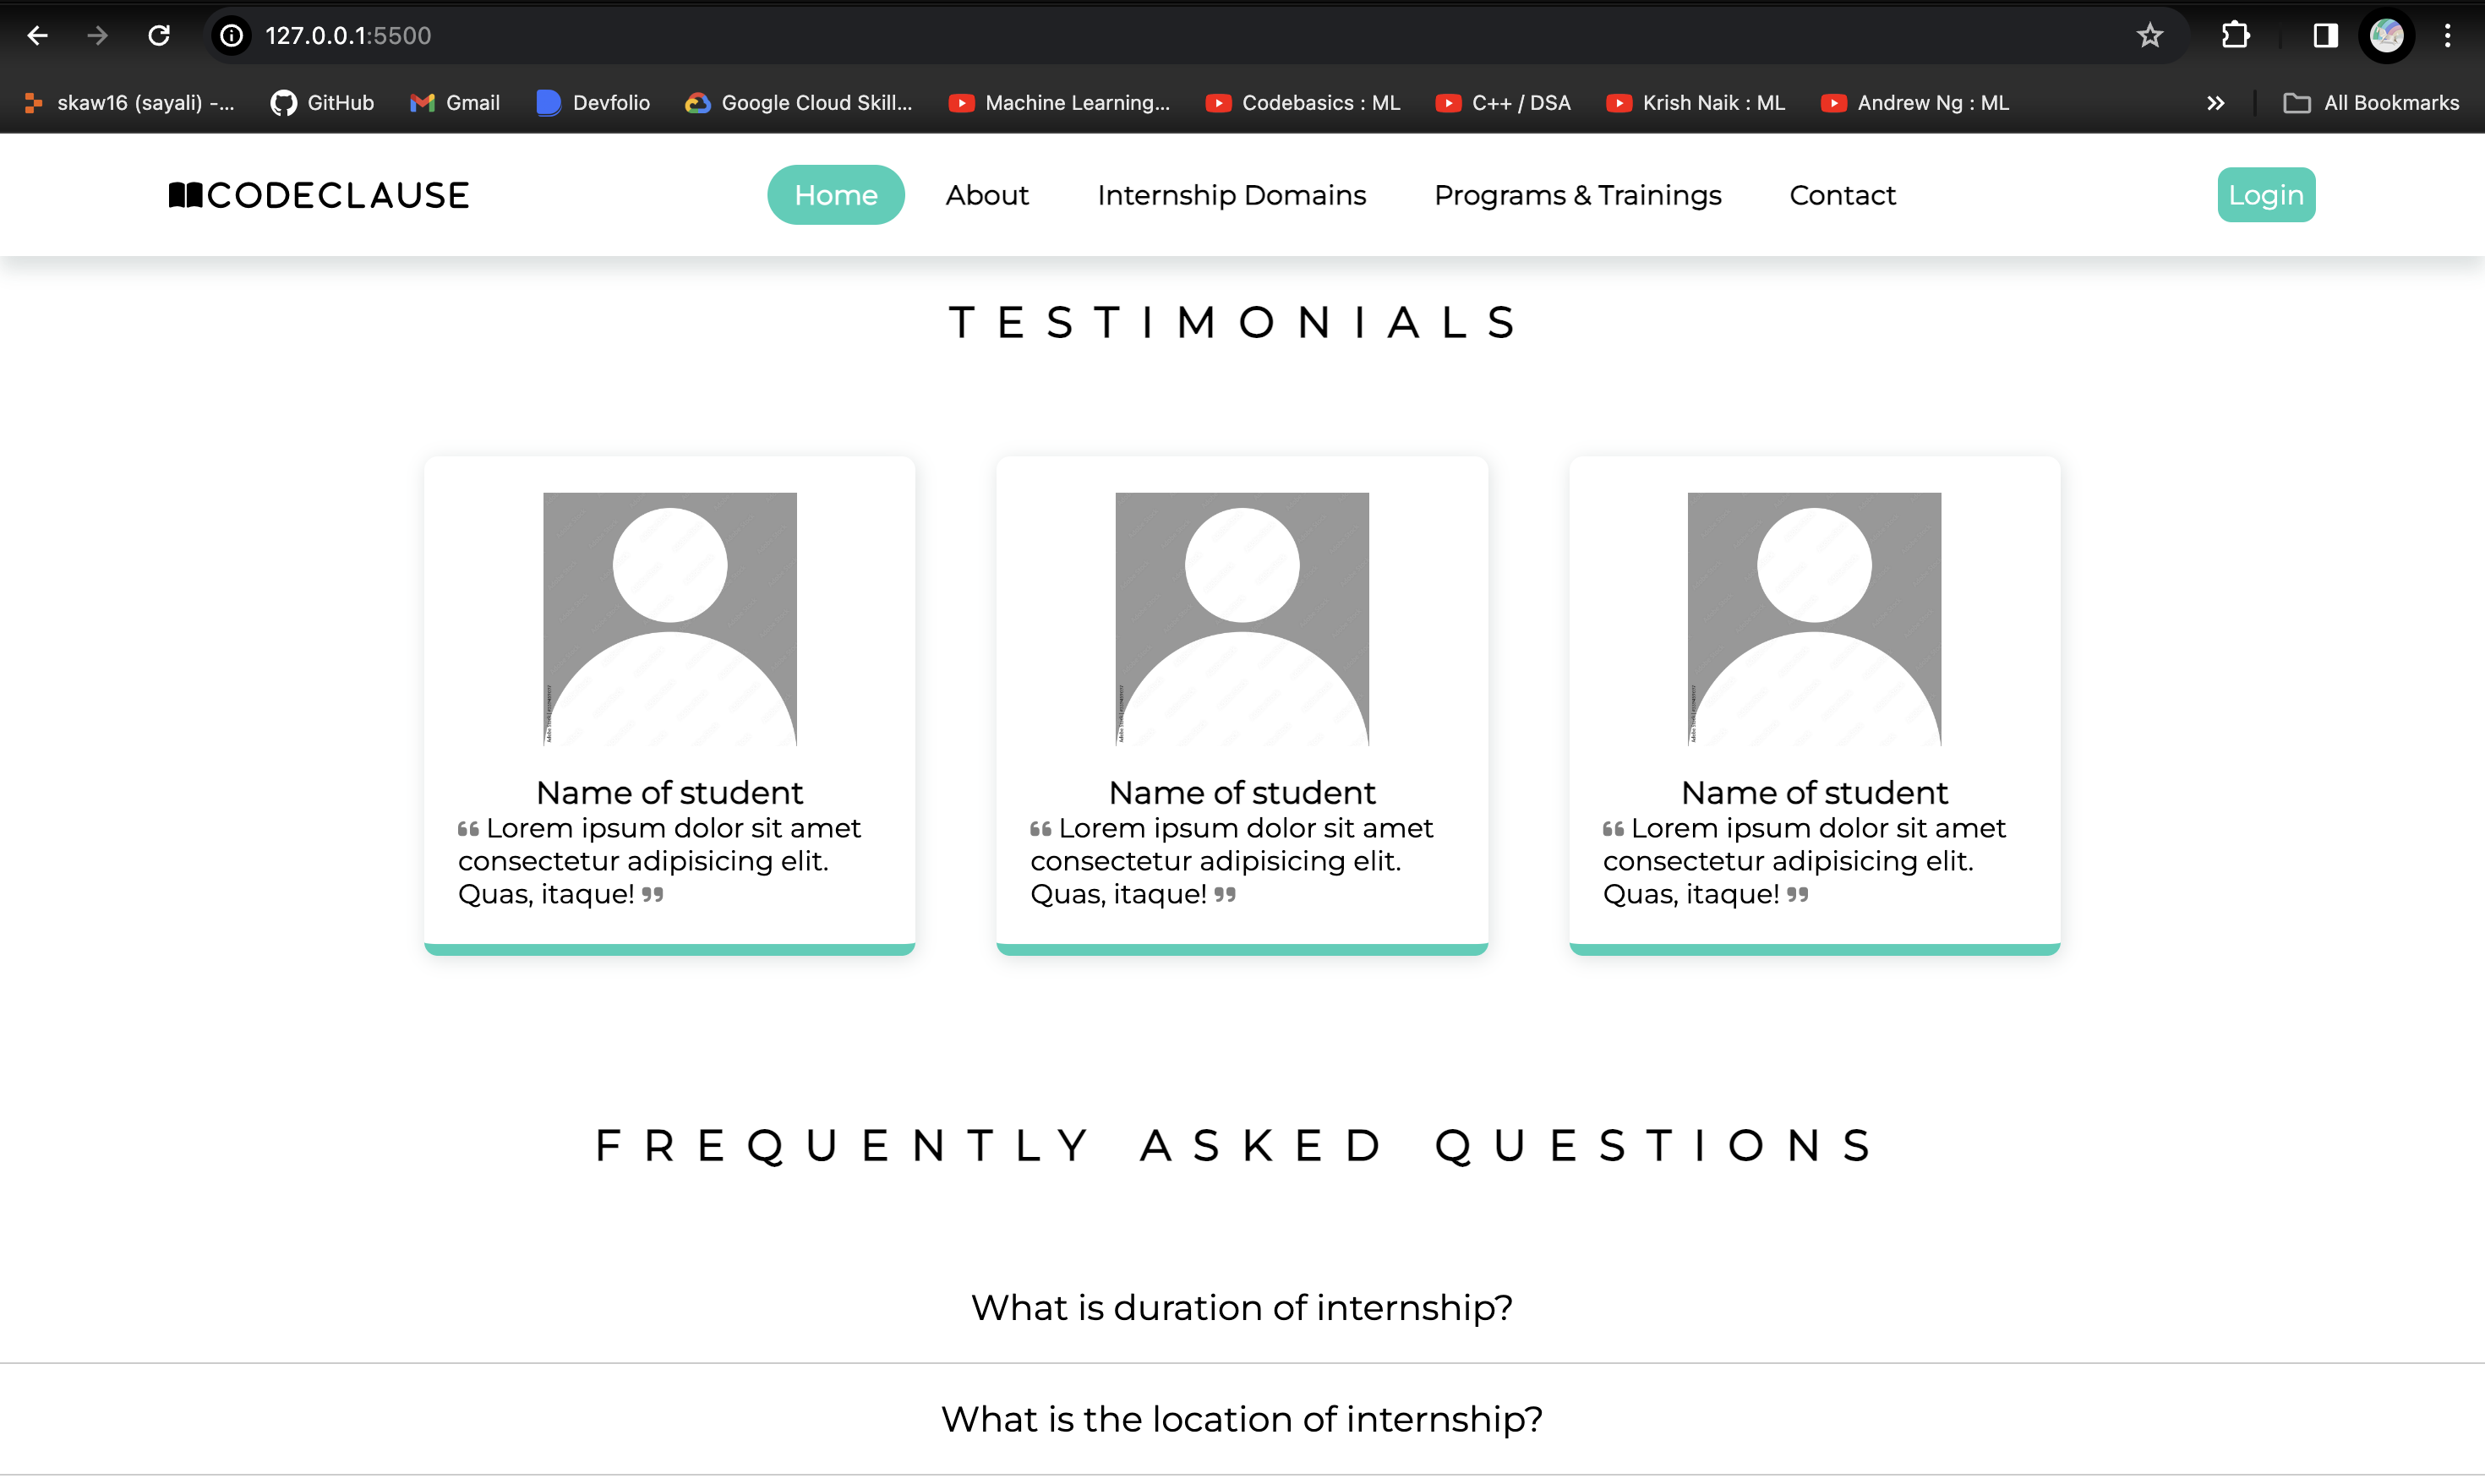 127.0.0.1:5500
skaw16 (sayali) -... GitHub Gmail Devfolio Google Cloud Skill... Machine Learning... Codebasics : ML C++ / DSA Krish Naik : ML Andrew Ng : ML » All Bookmarks
CODECLAUSE Home About Internship Domains Programs & Trainings Contact Login
TESTIMONIALS
Name of student
❝ Lorem ipsum dolor sit amet
consectetur adipisicing elit.
Quas, itaque! ❞
Name of student
❝ Lorem ipsum dolor sit amet
consectetur adipisicing elit.
Quas, itaque! ❞
Name of student
❝ Lorem ipsum dolor sit amet
consectetur adipisicing elit.
Quas, itaque! ❞
FREQUENTLY ASKED QUESTIONS
What is duration of internship?
What is the location of internship?